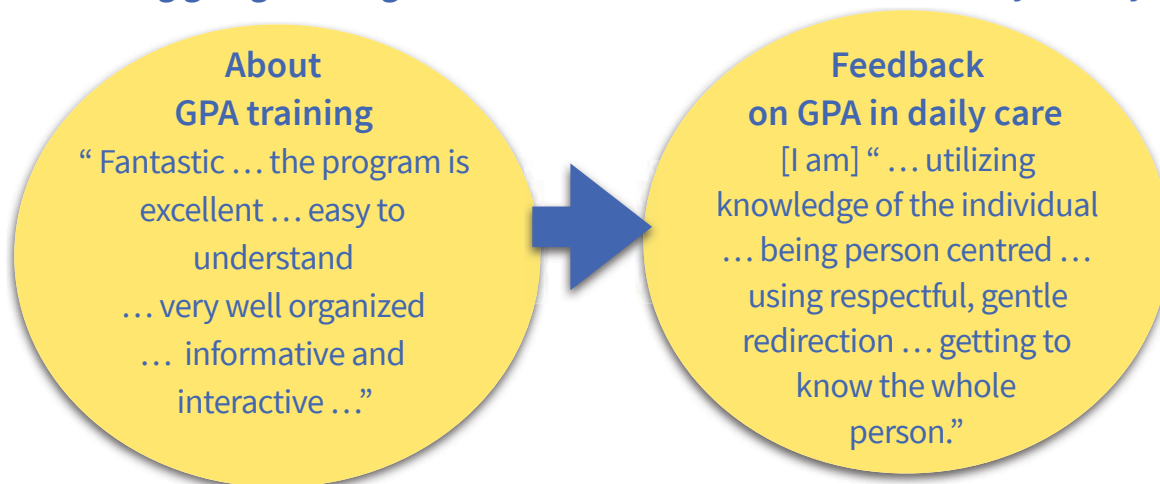 About
GPA training
“ Fantastic … the program is
excellent … easy to
understand
… very well organized
… informative and
interactive …”
Feedback
on GPA in daily care
[I am] “ … utilizing
knowledge of the individual
… being person centred …
using respectful, gentle
redirection … getting to
know the whole
person.”